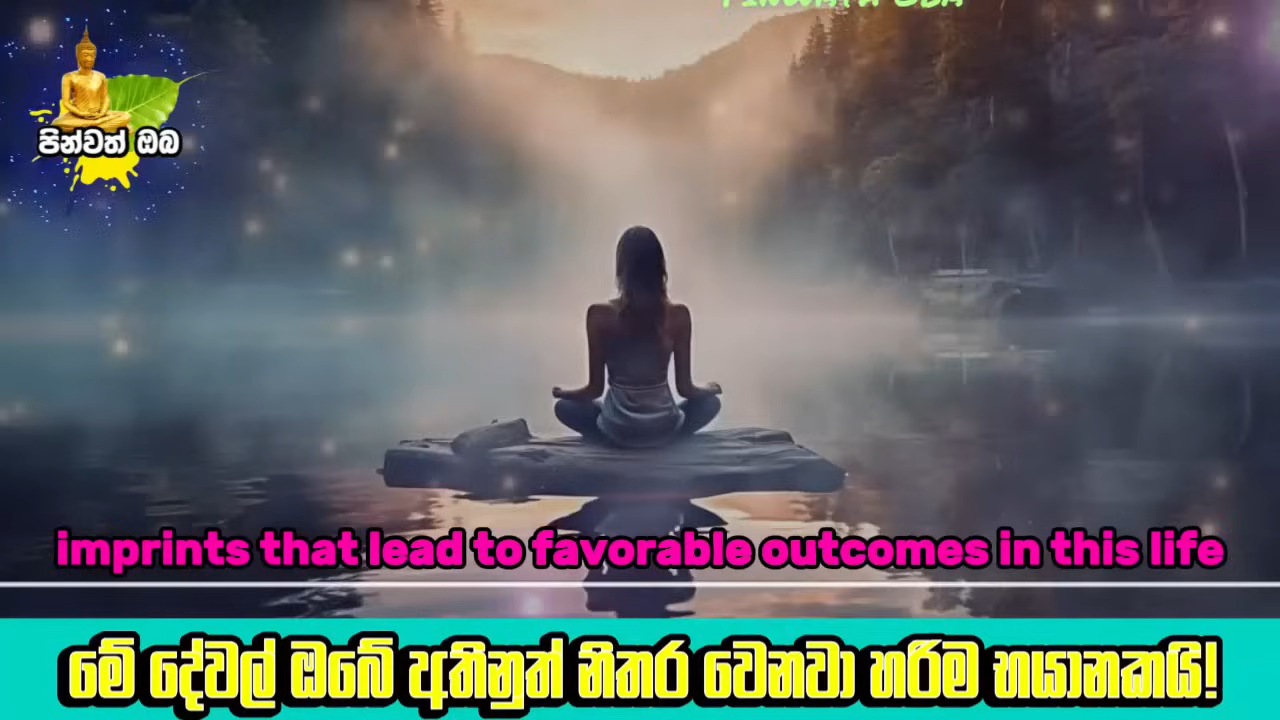 පින්වත් ඔබ
imprints that lead to favorable outcomes in this life
මේ දේවල් ඔබේ අතිනුත් නිතර වෙනවා හරිම භයානකයි!